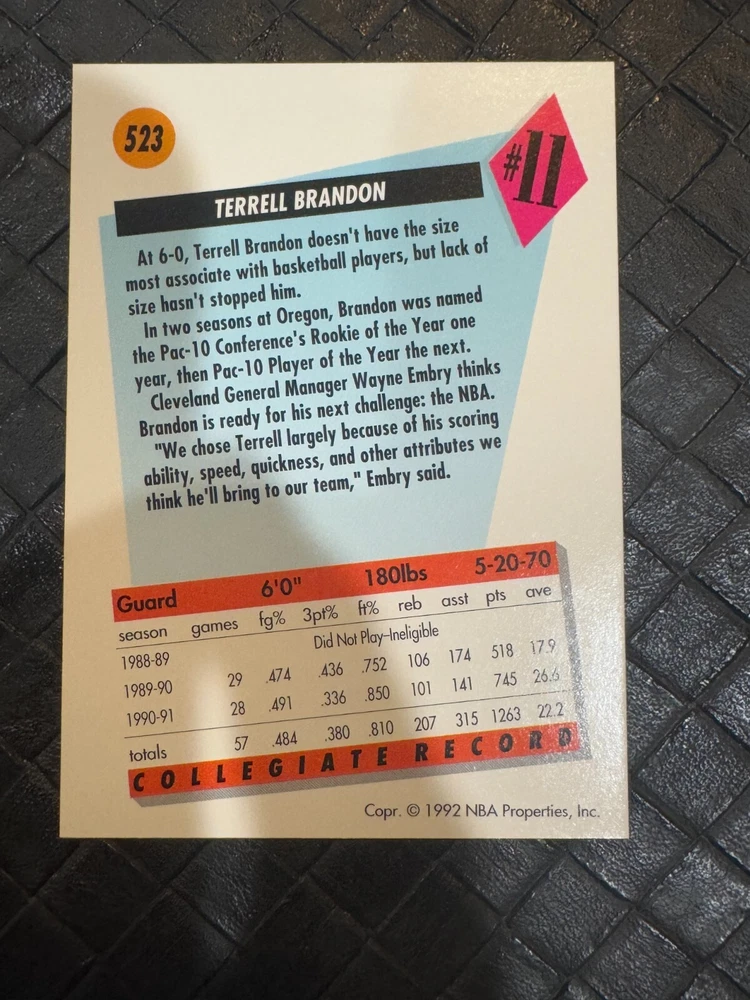 523
#11
TERRELL BRANDON
At 6-0, Terrell Brandon doesn't have the size
most associate with basketball players, but lack of
size hasn't stopped him.
In two seasons at Oregon, Brandon was named
the Pac-10 Conference's Rookie of the Year one
year, then Pac-10 Player of the Year the next.
Cleveland General Manager Wayne Embry thinks
Brandon is ready for his next challenge: the NBA.
"We chose Terrell largely because of his scoring
ability, speed, quickness, and other attributes we
think he'll bring to our team," Embry said.
Guard 6'0" 180lbs 5-20-70
season games fg% 3pt% ft% reb asst pts ave
1988-89 Did Not Play-Ineligible
1989-90 29 .474 .436 .752 106 174 518 17.9
1990-91 28 .491 .336 .850 101 141 745 26.6
totals 57 .484 .380 .810 207 315 1263 22.2
COLLEGIATE RECORD
Copr. © 1992 NBA Properties, Inc.